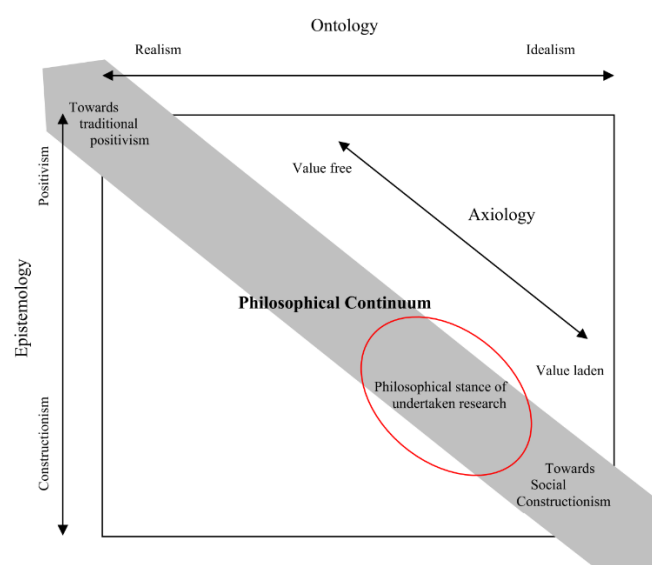 Ontology
Realism
Idealism
Towards
traditional
positivism
Positivism
Value free
Axiology
Epistemology
Philosophical Continuum
Value laden
Philosophical stance of
undertaken research
Constructionism
Towards
Social
Constructionism